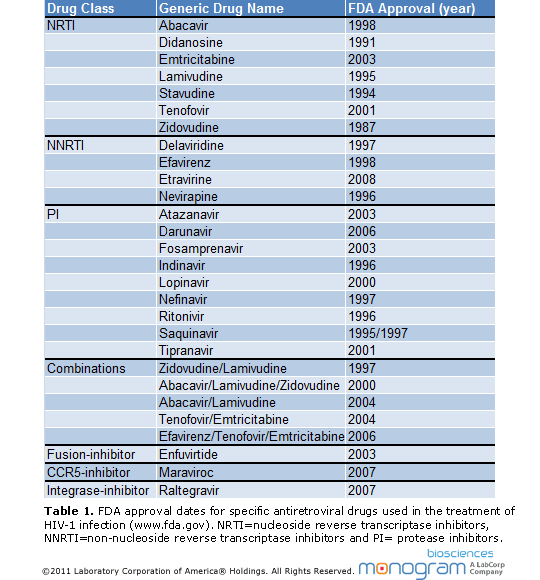 Drug Class Generic Drug Name FDA Approval (year)
NRTI Abacavir 1998
Didanosine 1991
Emtricitabine 2003
Lamivudine 1995
Stavudine 1994
Tenofovir 2001
Zidovudine 1987
NNRTI Delaviridine 1997
Efavirenz 1998
Etravirine 2008
Nevirapine 1996
PI Atazanavir 2003
Darunavir 2006
Fosamprenavir 2003
Indinavir 1996
Lopinavir 2000
Nefinavir 1997
Ritonivir 1996
Saquinavir 1995/1997
Tipranavir 2001
Combinations Zidovudine/Lamivudine 1997
Abacavir/Lamivudine/Zidovudine 2000
Abacavir/Lamivudine 2004
Tenofovir/Emtricitabine 2004
Efavirenz/Tenofovir/Emtricitabine 2006
Fusion-inhibitor Enfuvirtide 2003
CCR5-inhibitor Maraviroc 2007
Integrase-inhibitor Raltegravir 2007
Table 1. FDA approval dates for specific antiretroviral drugs used in the treatment of
HIV-1 infection (www.fda.gov). NRTI=nucleoside reverse transcriptase inhibitors,
NNRTI=non-nucleoside reverse transcriptase inhibitors and PI= protease inhibitors.
©2011 Laboratory Corporation of America® Holdings. All Rights Reserved.
biosciences
monogram
A LabCorp
Company